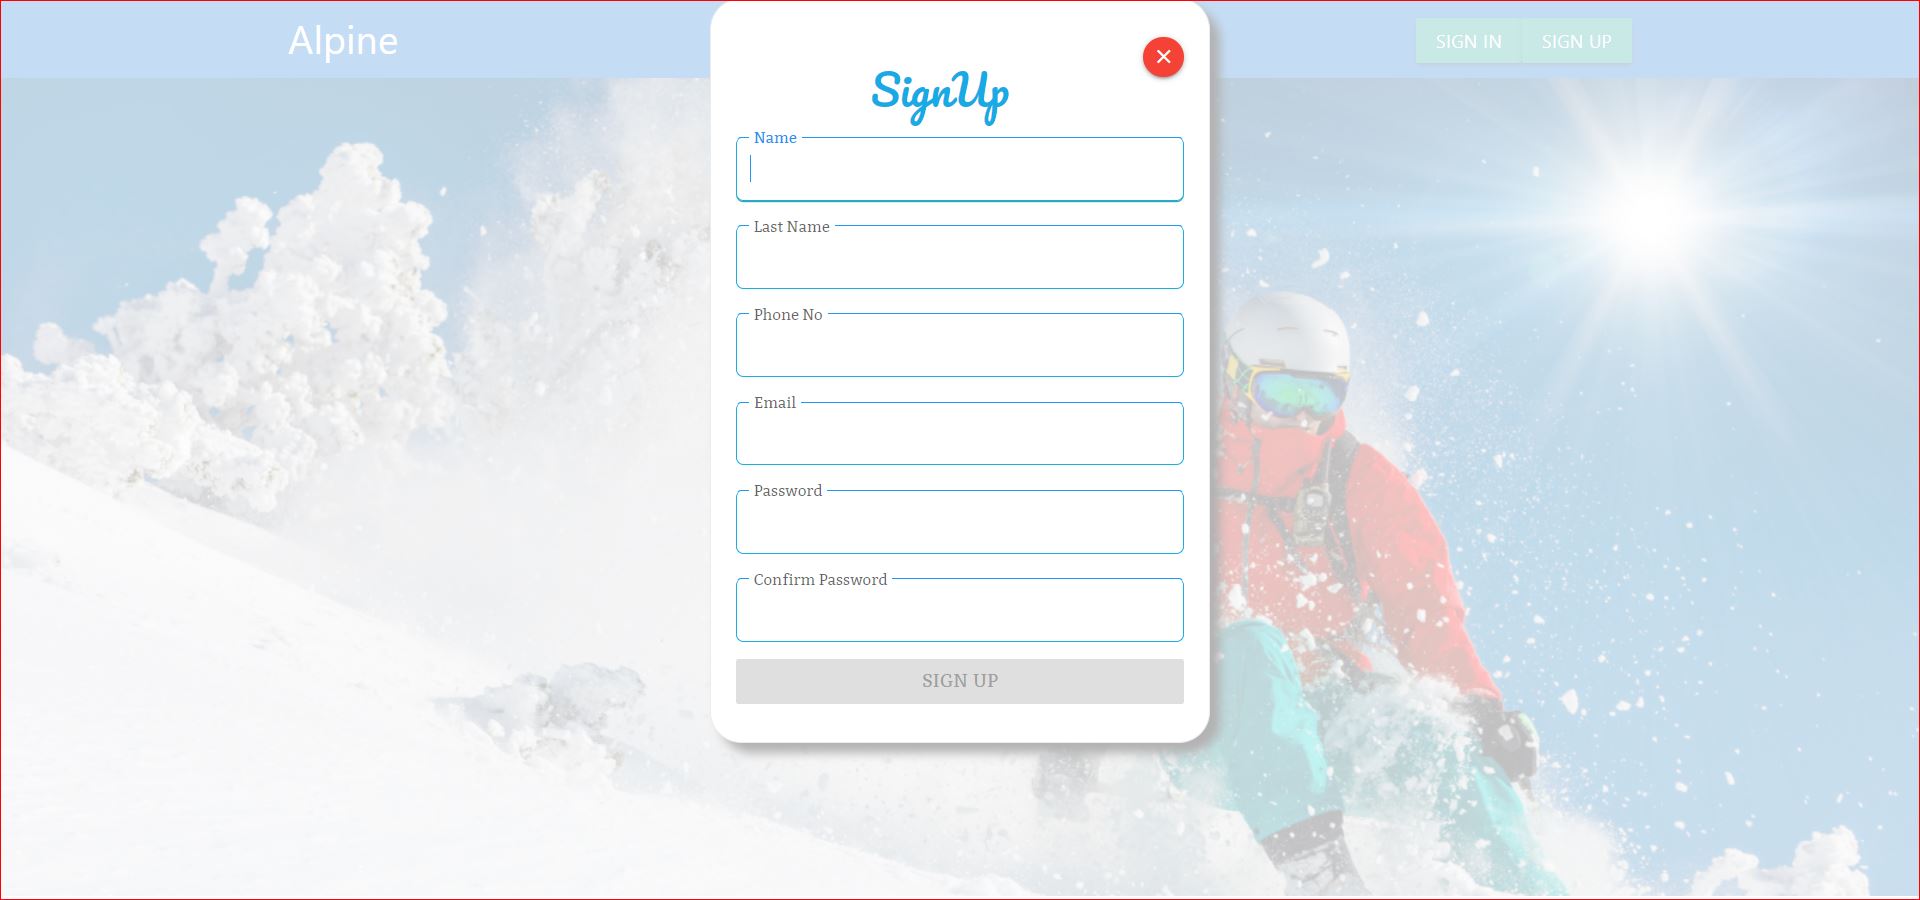 Alpine
SIGN IN
SIGN UP
SignUp
Name
Last Name
Phone No
Email
Password
Confirm Password
SIGN UP